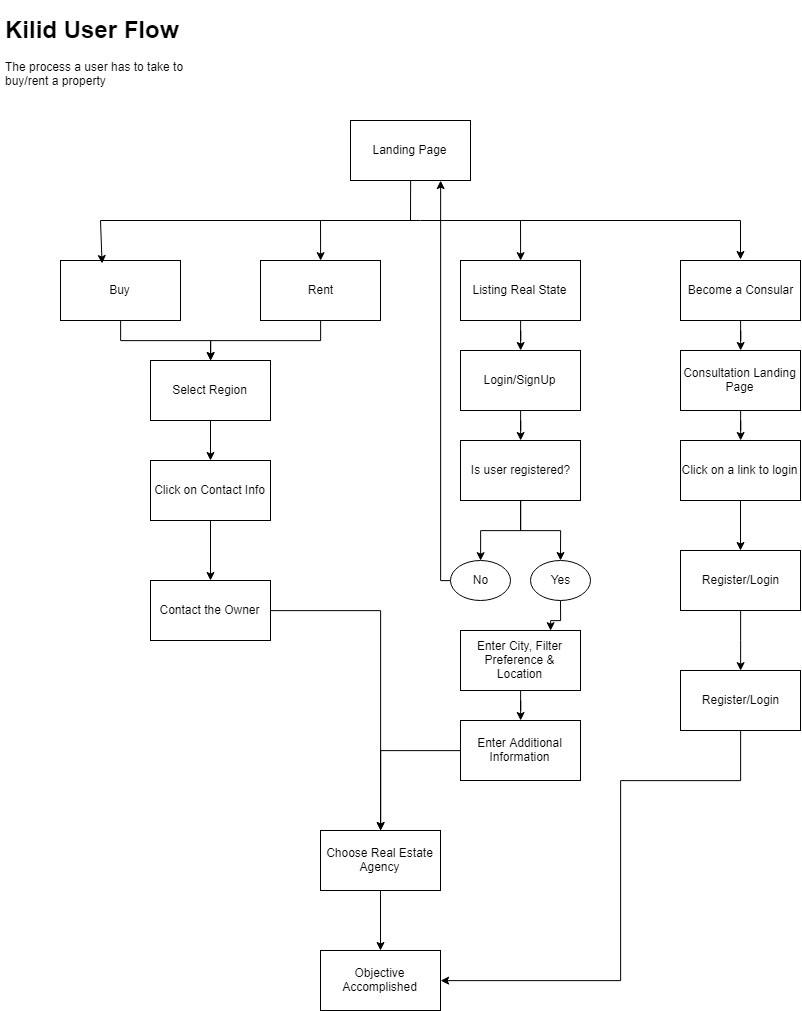 Kilid User Flow
The process a user has to take to
buy/rent a property
Landing Page
Buy
Rent
Listing Real State
Become a Consular
Select Region
Login/SignUp
Consultation Landing
Page
Click on Contact Info
Is user registered?
Click on a link to login
No
Yes
Register/Login
Contact the Owner
Enter City, Filter
Preference &
Location
Register/Login
Enter Additional
Information
Choose Real Estate
Agency
Objective
Accomplished